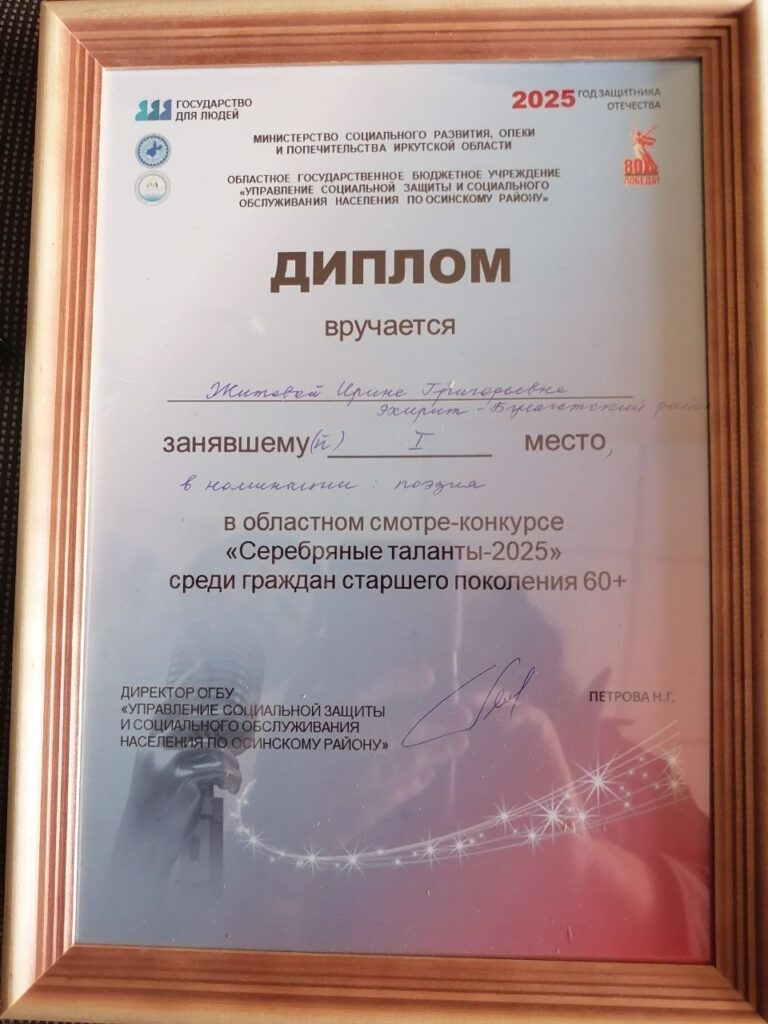 ГОСУДАРСТВО
ДЛЯ ЛЮДЕЙ
2025 ГОД ЗАЩИТНИКА
ОТЕЧЕСТВА
80
ПОБЕДА!
МИНИСТЕРСТВО СОЦИАЛЬНОГО РАЗВИТИЯ, ОПЕКИ
И ПОПЕЧИТЕЛЬСТВА ИРКУТСКОЙ ОБЛАСТИ
ОБЛАСТНОЕ ГОСУДАРСТВЕННОЕ БЮДЖЕТНОЕ УЧРЕЖДЕНИЕ
«УПРАВЛЕНИЕ СОЦИАЛЬНОЙ ЗАЩИТЫ И СОЦИАЛЬНОГО
ОБСЛУЖИВАНИЯ НАСЕЛЕНИЯ ПО ОСИНСКОМУ РАЙОНУ»
ДИПЛОМ
вручается
Житовой Ирине Григорьевне
Эхирит-Булагатский район
занявшему(й) I место,
в номинации: поэзия
в областном смотре-конкурсе
«Серебряные таланты-2025»
среди граждан старшего поколения 60+
ДИРЕКТОР ОГБУ
«УПРАВЛЕНИЕ СОЦИАЛЬНОЙ ЗАЩИТЫ
И СОЦИАЛЬНОГО ОБСЛУЖИВАНИЯ
НАСЕЛЕНИЯ ПО ОСИНСКОМУ РАЙОНУ»
ПЕТРОВА Н.Г.